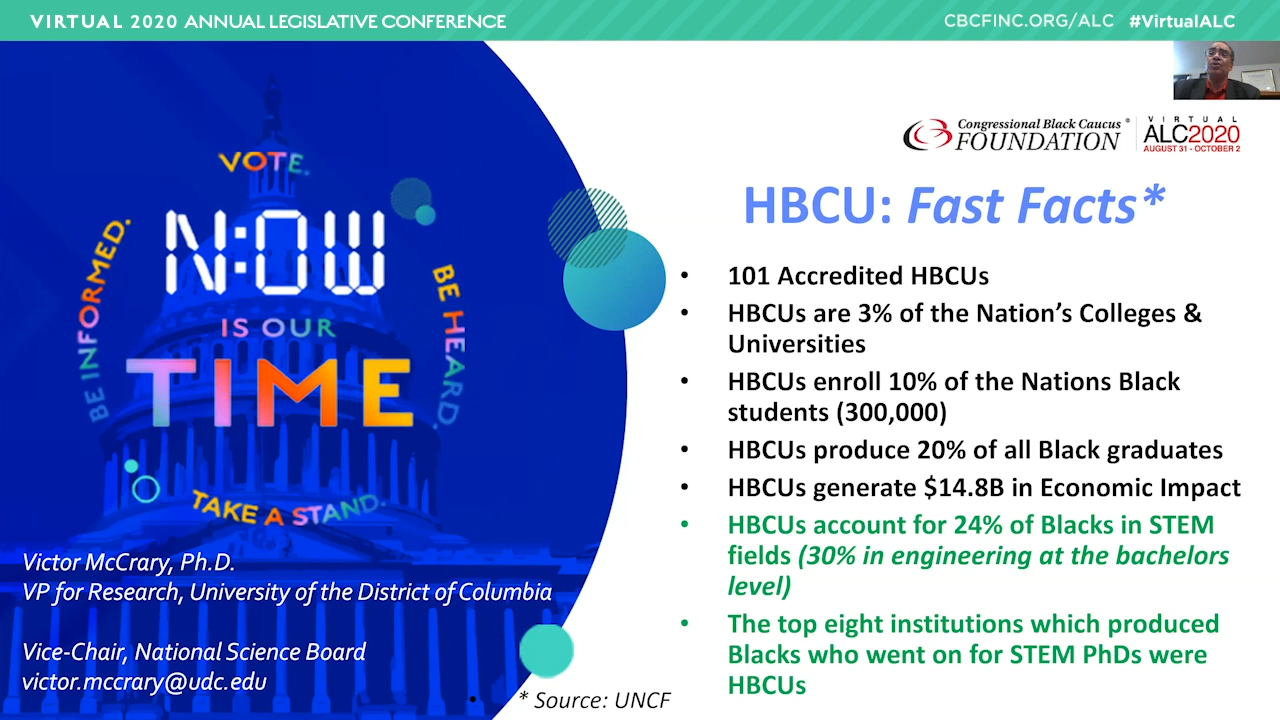 VIRTUAL 2020 ANNUAL LEGISLATIVE CONFERENCE
CBCFINC.ORG/ALC #VirtualALC
Congressional Black Caucus®
FOUNDATION
VIRTUAL
ALC2020
AUGUST 31 - OCTOBER 2
VOTE.
BE INFORMED.
N:OW
IS OUR
TIME
BE HEARD.
TAKE A STAND.
Victor McCrary, Ph.D.
VP for Research, University of the District of Columbia
Vice-Chair, National Science Board
victor.mccrary@udc.edu
HBCU: Fast Facts*
• 101 Accredited HBCUs
• HBCUs are 3% of the Nation’s Colleges &
Universities
• HBCUs enroll 10% of the Nations Black
students (300,000)
• HBCUs produce 20% of all Black graduates
• HBCUs generate $14.8B in Economic Impact
• HBCUs account for 24% of Blacks in STEM
fields (30% in engineering at the bachelors
level)
• The top eight institutions which produced
Blacks who went on for STEM PhDs were
HBCUs
• * Source: UNCF